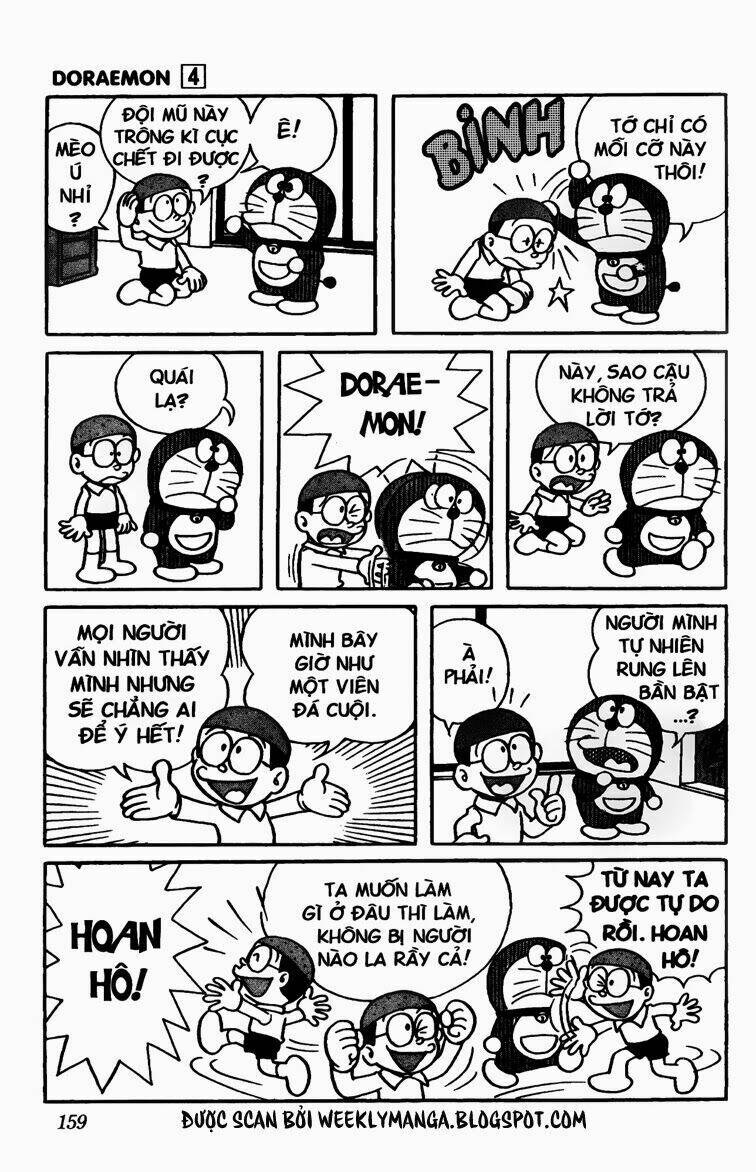 DORAEMON 4
TỚ CHỈ CÓ
MỖI CỠ NÀY
THÔI!
BINH
Ê!
ĐỘI MŨ NÀY
TRÔNG KÌ CỤC
CHẾT ĐI ĐƯỢC
?
MÈO
Ú
NHỈ
?
NÀY, SAO CẬU
KHÔNG TRẢ
LỜI TỚ?
DORAE-
MON!
QUÁI
LẠ?
NGƯỜI MÌNH
TỰ NHIÊN
RUNG LÊN
BẦN BẬT
...?
À
PHẢI!
MÌNH BÂY
GIỜ NHƯ
MỘT VIÊN
ĐÁ CUỘI.
MỌI NGƯỜI
VẪN NHÌN THẤY
MÌNH NHƯNG
SẼ CHẲNG AI
ĐỂ Ý HẾT!
TỪ NAY TA
ĐƯỢC TỰ DO
RỒI. HOAN
HÔ!
TA MUỐN LÀM
GÌ Ở ĐÂU THÌ LÀM,
KHÔNG BỊ NGƯỜI
NÀO LA RẦY CẢ!
HOAN
HÔ!
159
ĐƯỢC SCAN BỞI WEEKLYMANGA.BLOGSPOT.COM